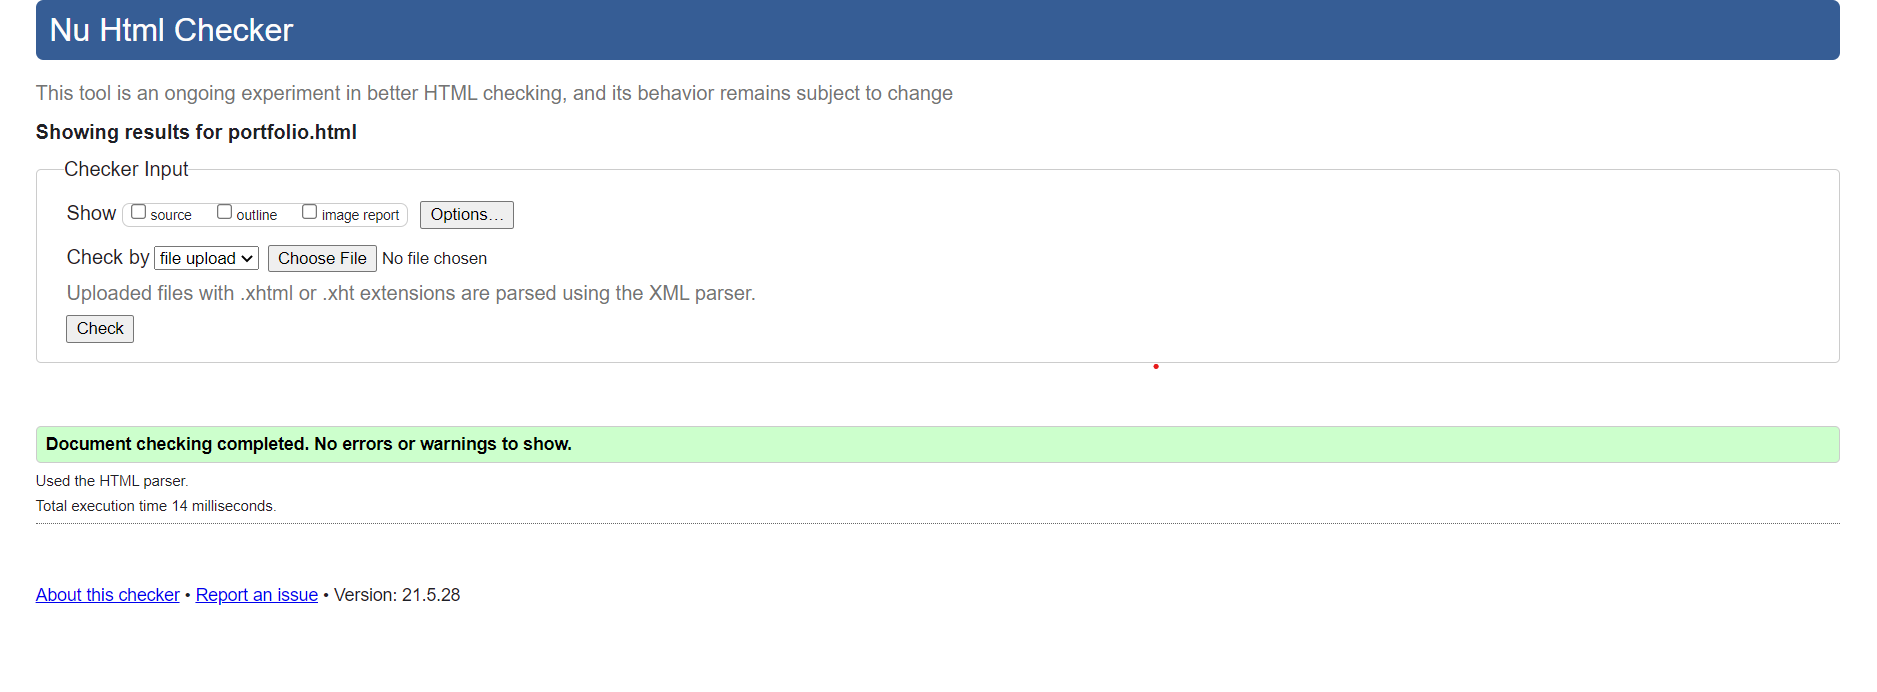 Nu Html Checker
This tool is an ongoing experiment in better HTML checking, and its behavior remains subject to change
Showing results for portfolio.html
Checker Input
Show source outline image report Options...
Check by file upload Choose File No file chosen
Uploaded files with .xhtml or .xht extensions are parsed using the XML parser.
Check
Document checking completed. No errors or warnings to show.
Used the HTML parser.
Total execution time 14 milliseconds.
About this checker • Report an issue • Version: 21.5.28